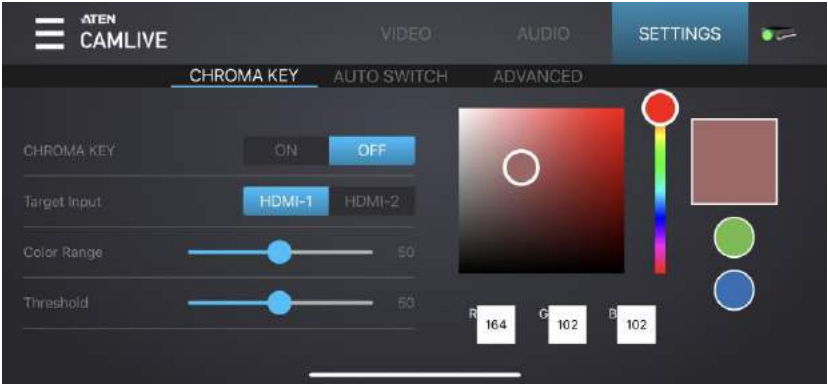 ATEN
CAMLIVE
VIDEO AUDIO SETTINGS
CHROMA KEY AUTO SWITCH ADVANCED
CHROMA KEY ON OFF
Target Input HDMI-1 HDMI-2
Color Range 50
Threshold 50
R 164 G 102 B 102